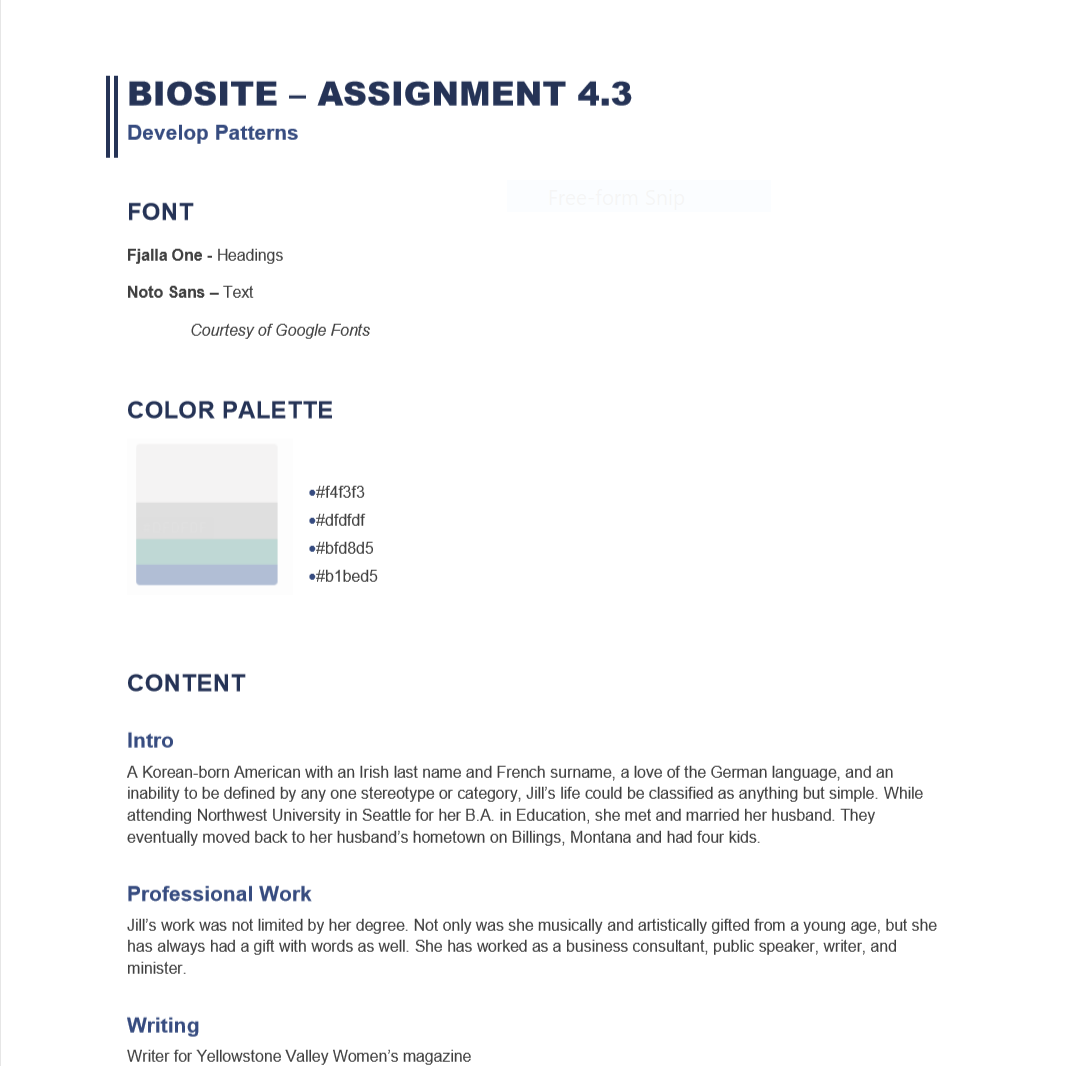 BIOSITE – ASSIGNMENT 4.3
Develop Patterns
Free-form Snip
FONT
Fjalla One - Headings
Noto Sans – Text
Courtesy of Google Fonts
COLOR PALETTE
•#f4f3f3
•#dfdfdf
•#bfd8d5
•#b1bed5
CONTENT
Intro
A Korean-born American with an Irish last name and French surname, a love of the German language, and an
inability to be defined by any one stereotype or category, Jill’s life could be classified as anything but simple. While
attending Northwest University in Seattle for her B.A. in Education, she met and married her husband. They
eventually moved back to her husband’s hometown on Billings, Montana and had four kids.
Professional Work
Jill’s work was not limited by her degree. Not only was she musically and artistically gifted from a young age, but she
has always had a gift with words as well. She has worked as a business consultant, public speaker, writer, and
minister.
Writing
Writer for Yellowstone Valley Women’s magazine